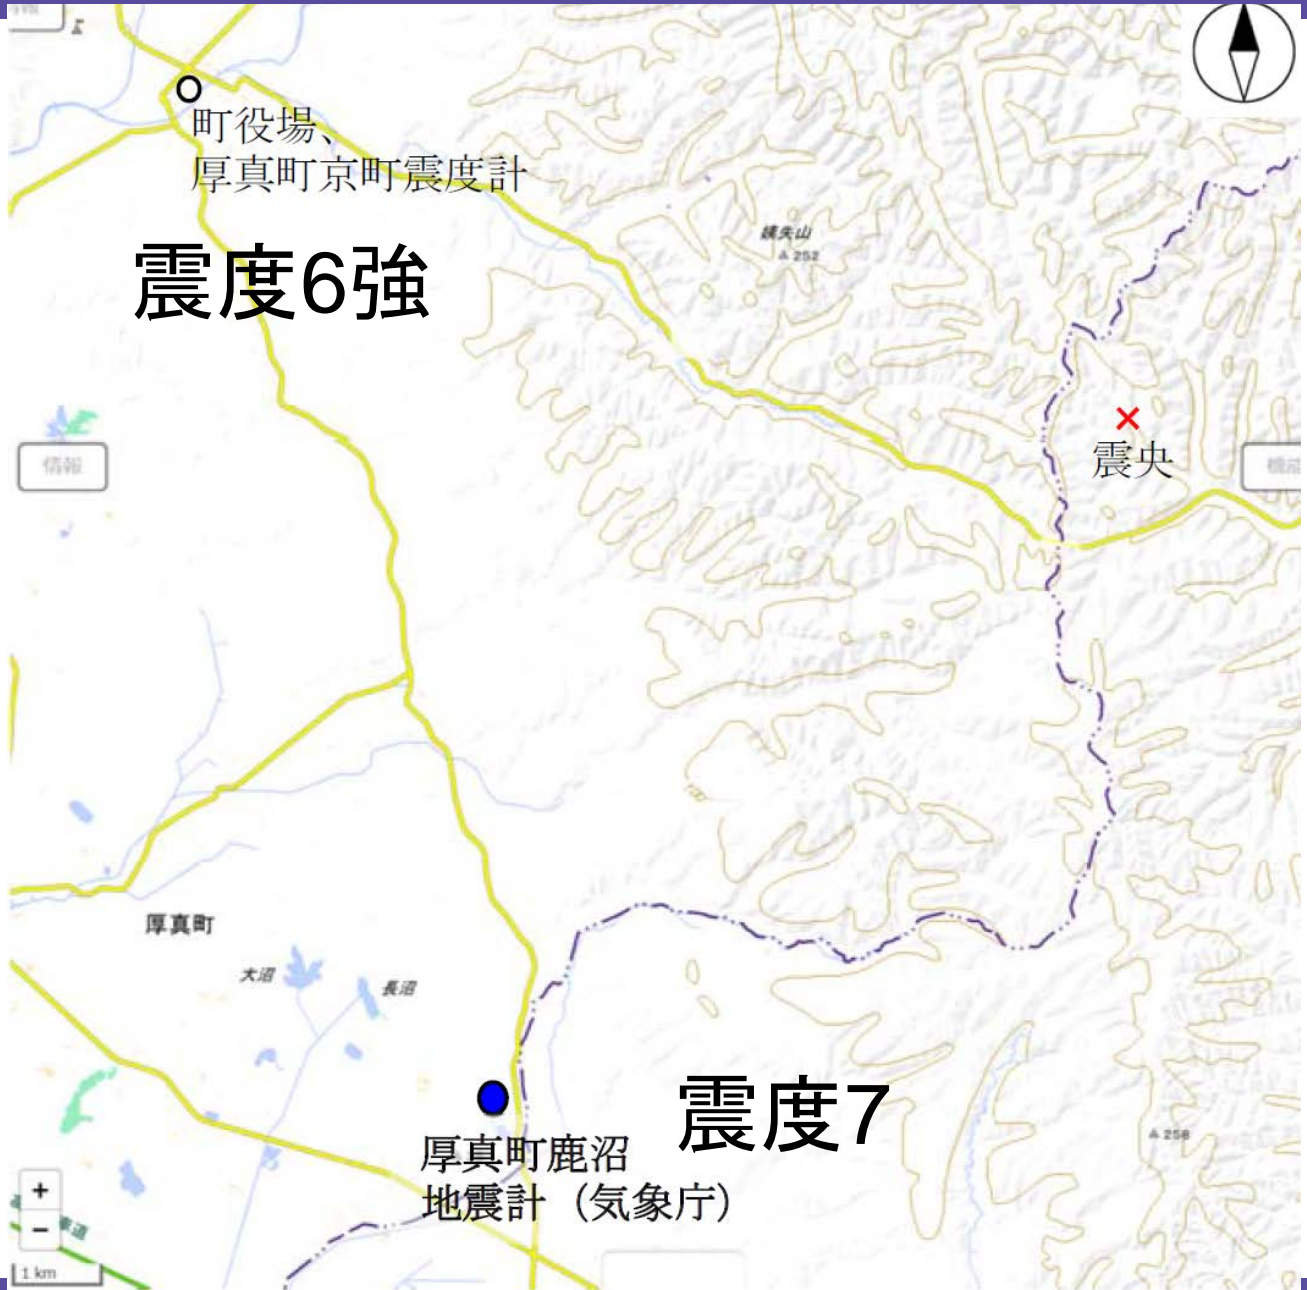 町役場、
厚真町京町震度計
震度6強
252
情報
震央
厚真町
大沼
長沼
厚真町鹿沼
地震計（気象庁）
震度7
258
+
−
1 km